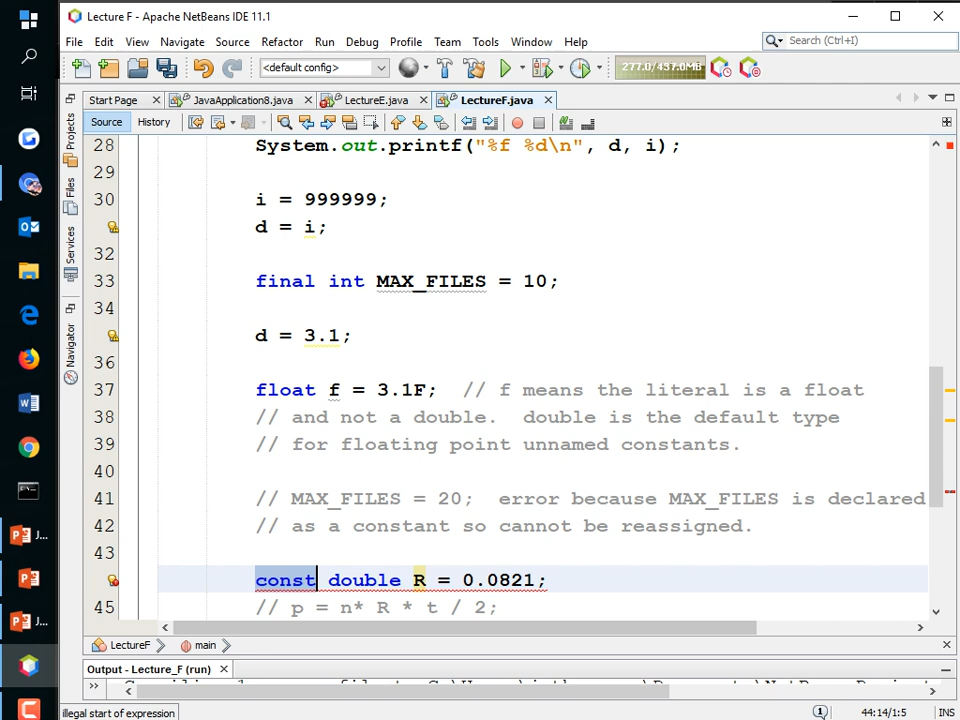 Lecture F - Apache NetBeans IDE 11.1
File Edit View Navigate Source Refactor Run Debug Profile Team Tools Window Help
Search (Ctrl+I)
<default config>
277.0/437.0MB
Start Page
JavaApplication8.java
LectureE.java
LectureF.java
Source History
Projects
Files
Services
Navigator
28 System.out.printf("%f %d\n", d, i);
29
30 i = 999999;
d = i;
32
33 final int MAX_FILES = 10;
34
d = 3.1;
36
37 float f = 3.1F;  // f means the literal is a float
38 // and not a double.  double is the default type
39 // for floating point unnamed constants.
40
41 // MAX_FILES = 20;  error because MAX_FILES is declared
42 // as a constant so cannot be reassigned.
43
const double R = 0.0821;
45 // p = n* R * t / 2;
LectureF main
Output - Lecture_F (run)
illegal start of expression
44:14/1:5 INS
J...
J...